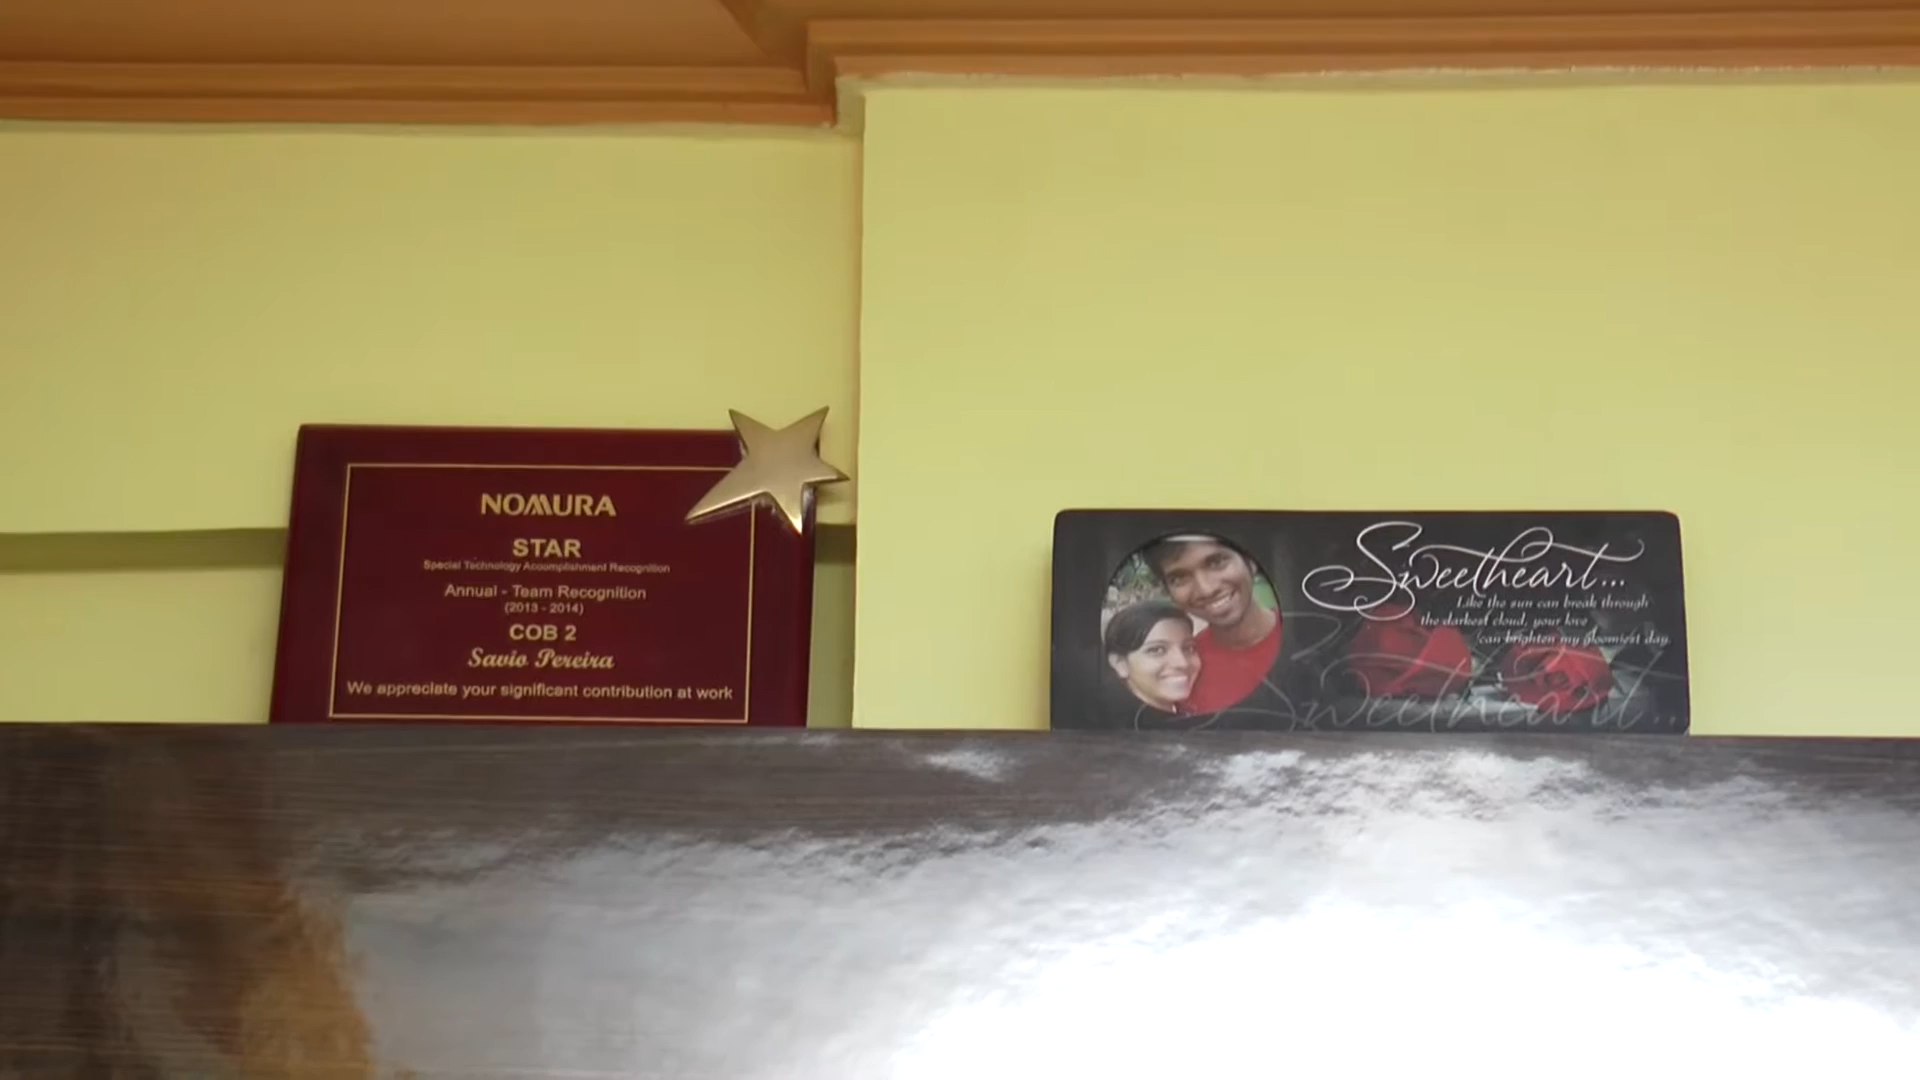 NOMURA
STAR
Special Technology Accomplishment Recognition
Annual - Team Recognition
(2013 - 2014)
COB 2
Savio Pereira
We appreciate your significant contribution at work
Sweetheart...
Like the sun can break through
the darkest cloud, your love
can brighten my gloomiest day.
Sweetheart...